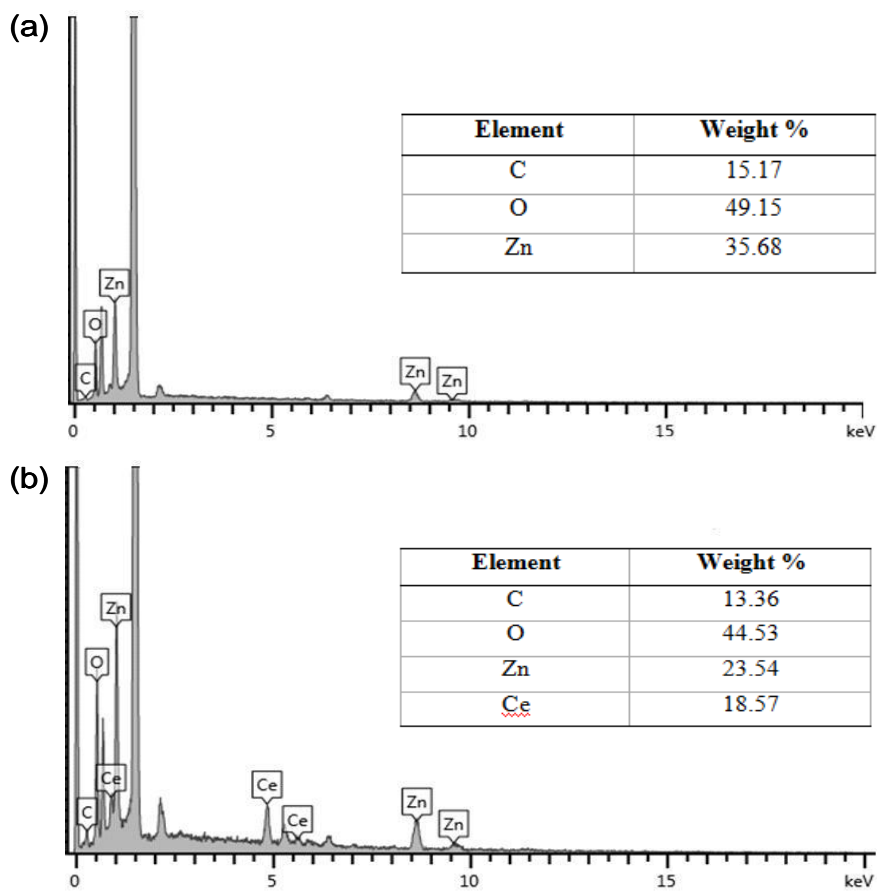 (a)
Element Weight %
C 15.17
O 49.15
Zn 35.68
Zn
O
C
Zn
Zn
0 5 10 15 keV
(b)
Element Weight %
C 13.36
O 44.53
Zn 23.54
Ce 18.57
Zn
O
Ce
C
Ce
Ce
Zn
Zn
0 5 10 15 keV